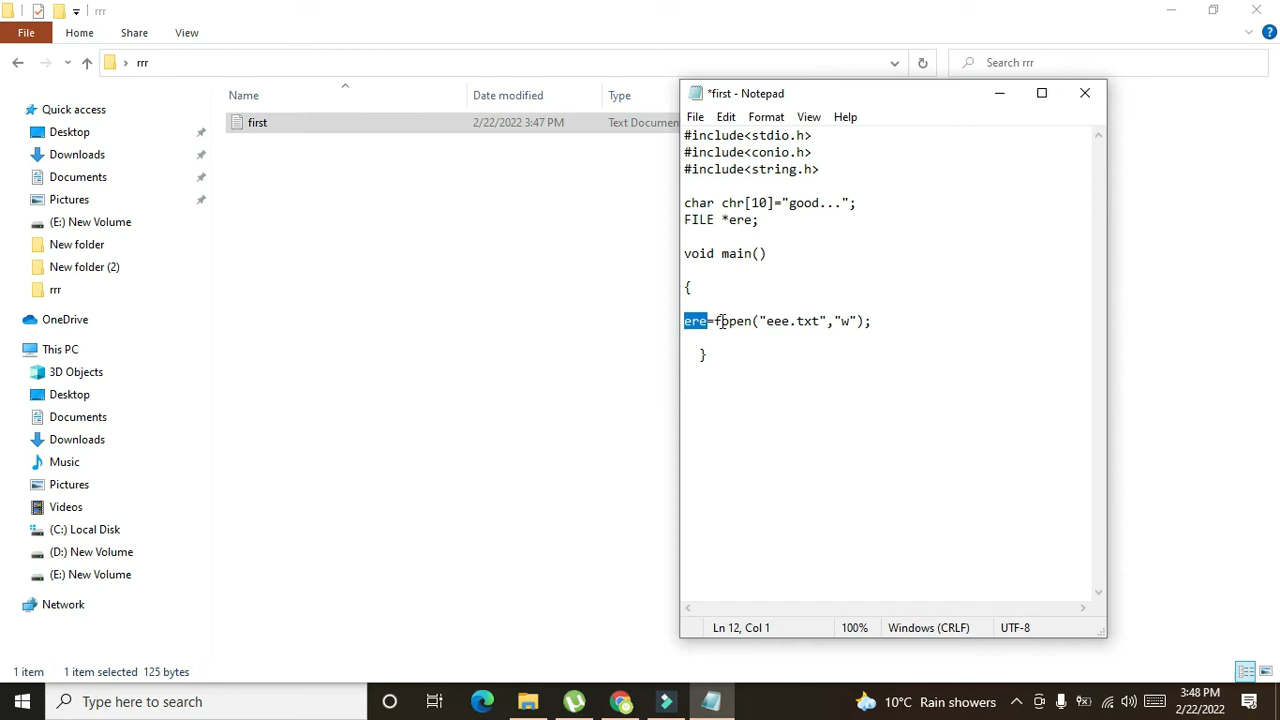 rrr
File Home Share View
rrr
Search rrr
Name Date modified Type
first 2/22/2022 3:47 PM Text Documen
Quick access
Desktop
Downloads
Documents
Pictures
(E:) New Volume
New folder
New folder (2)
rrr
OneDrive
This PC
3D Objects
Desktop
Documents
Downloads
Music
Pictures
Videos
(C:) Local Disk
(D:) New Volume
(E:) New Volume
Network
1 item 1 item selected 125 bytes
*first - Notepad
File Edit Format View Help
#include<stdio.h>
#include<conio.h>
#include<string.h>
char chr[10]="good...";
FILE *ere;
void main()
{
ere=fopen("eee.txt","w");
}
Ln 12, Col 1 100% Windows (CRLF) UTF-8
Type here to search
10°C Rain showers
3:48 PM
2/22/2022